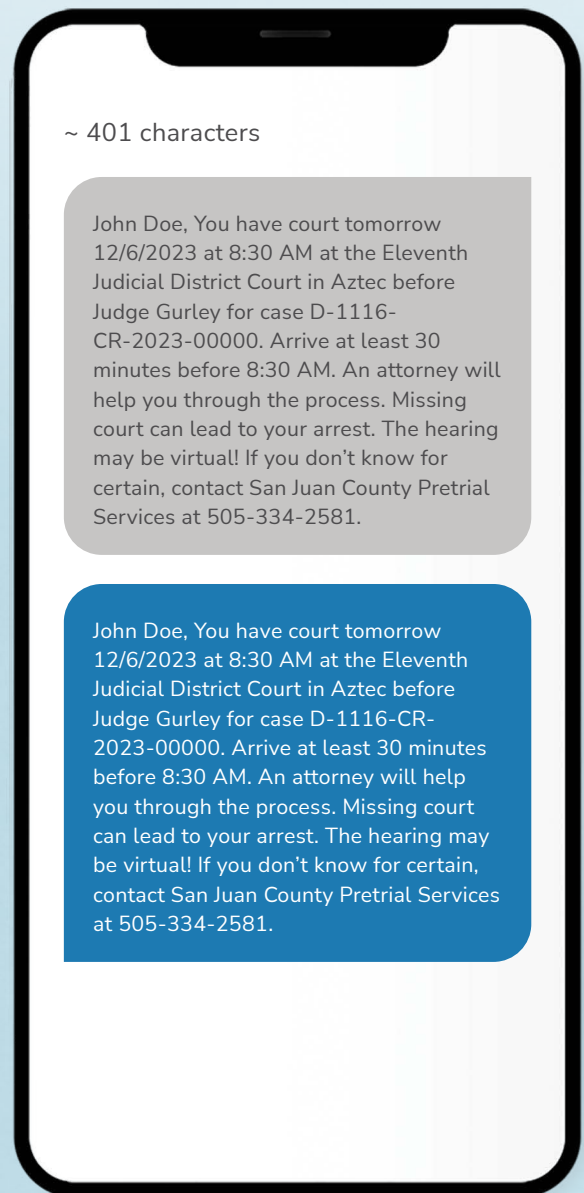 ~ 401 characters
John Doe, You have court tomorrow
12/6/2023 at 8:30 AM at the Eleventh
Judicial District Court in Aztec before
Judge Gurley for case D-1116-
CR-2023-00000. Arrive at least 30
minutes before 8:30 AM. An attorney will
help you through the process. Missing
court can lead to your arrest. The hearing
may be virtual! If you don’t know for
certain, contact San Juan County Pretrial
Services at 505-334-2581.
John Doe, You have court tomorrow
12/6/2023 at 8:30 AM at the Eleventh
Judicial District Court in Aztec before
Judge Gurley for case D-1116-CR-
2023-00000. Arrive at least 30 minutes
before 8:30 AM. An attorney will help
you through the process. Missing court
can lead to your arrest. The hearing may
be virtual! If you don’t know for certain,
contact San Juan County Pretrial Services
at 505-334-2581.